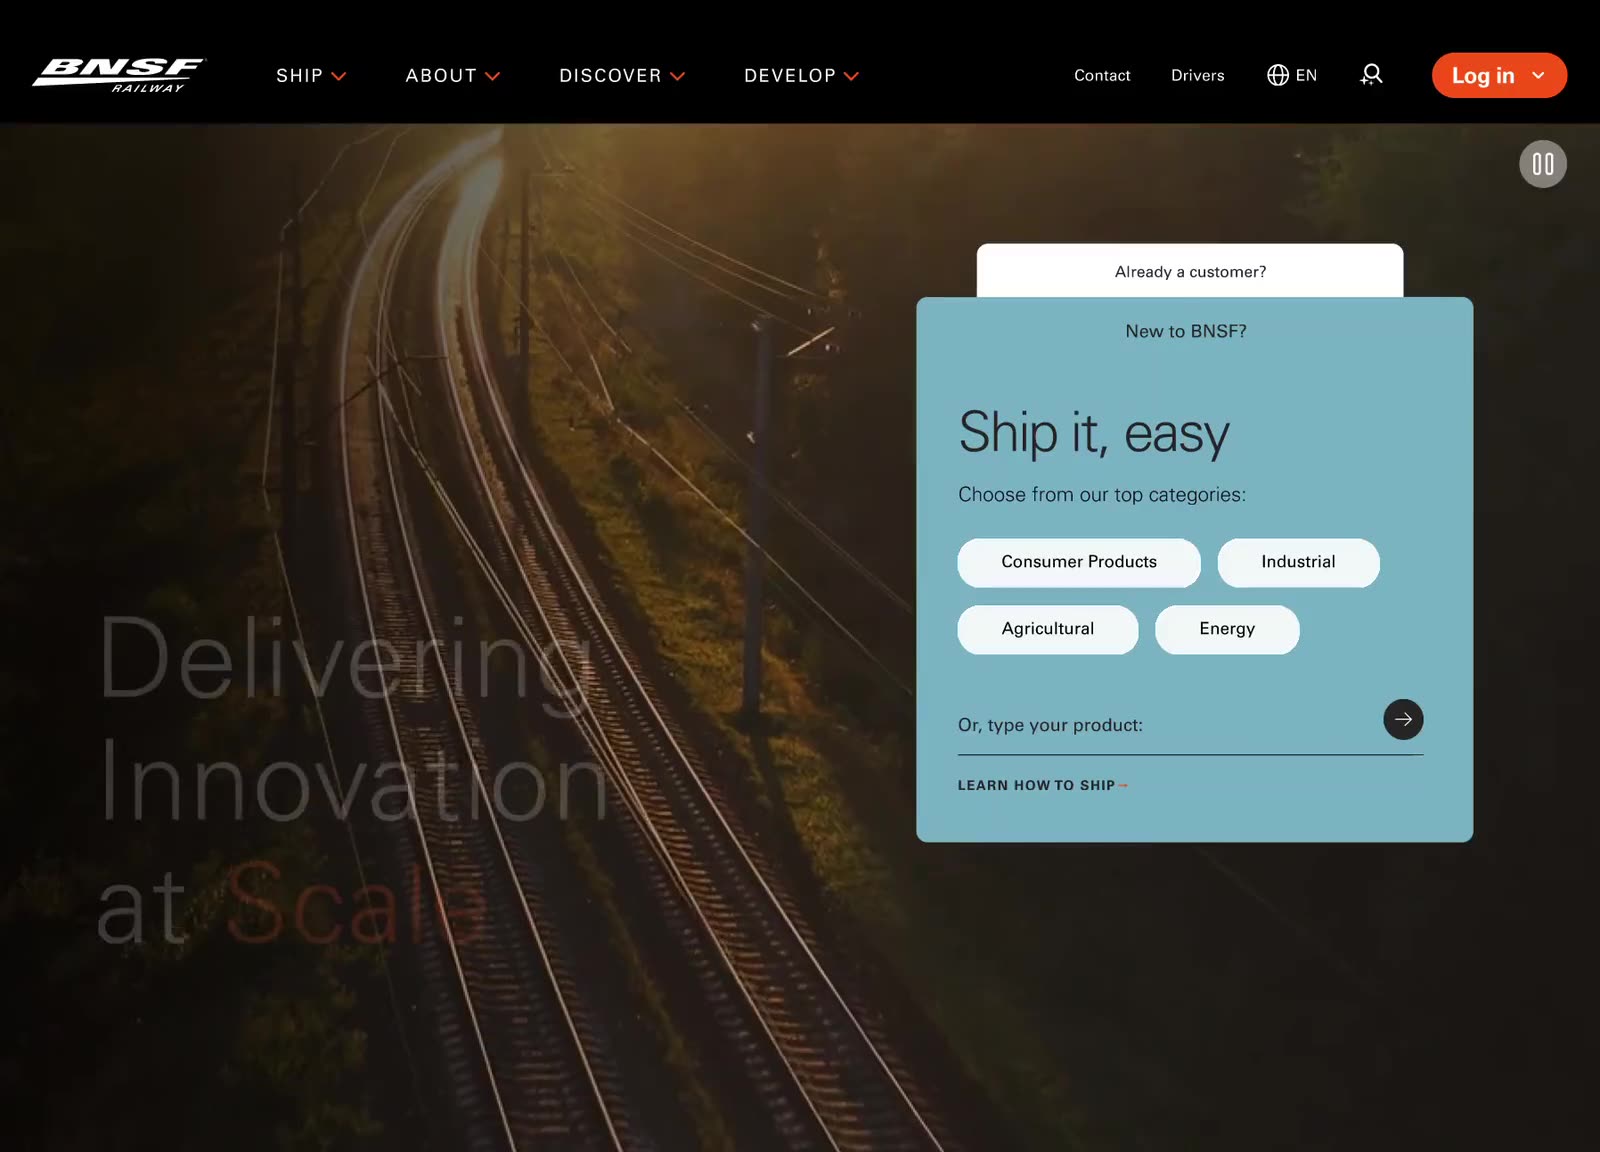 BNSF
RAILWAY
SHIP
ABOUT
DISCOVER
DEVELOP
Contact
Drivers
EN
Log in
Already a customer?
New to BNSF?
Ship it, easy
Choose from our top categories:
Consumer Products
Industrial
Agricultural
Energy
Or, type your product:
LEARN HOW TO SHIP→
Delivering
Innovation
at Scale